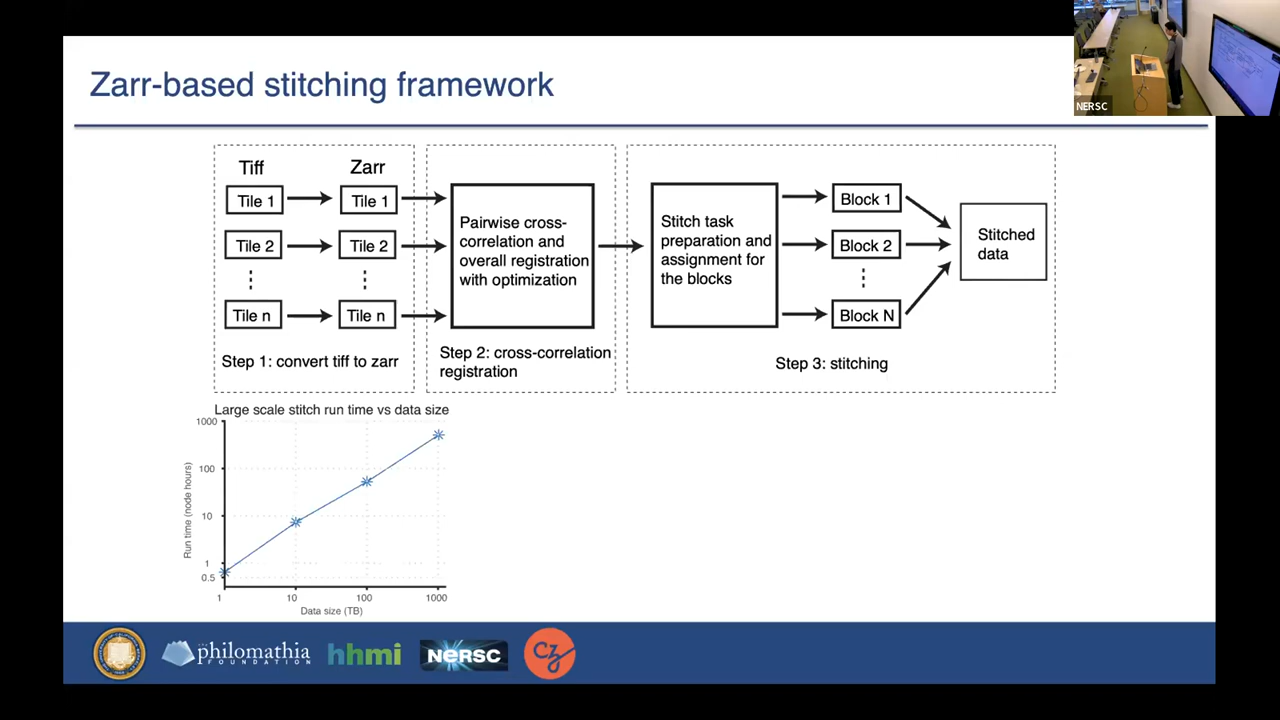 Zarr-based stitching framework
NERSC
Tiff
Zarr
Tile 1
Tile 1
Tile 2
Tile 2
Tile n
Tile n
Step 1: convert tiff to zarr
Pairwise cross-
correlation and
overall registration
with optimization
Step 2: cross-correlation
registration
Stitch task
preparation and
assignment for
the blocks
Block 1
Block 2
Block N
Stitched
data
Step 3: stitching
Large scale stitch run time vs data size
1000
100
10
1
0.5
Run time (node hours)
1
10
100
1000
Data size (TB)
philomathia
FOUNDATION
hhmi
NERSC
CZ